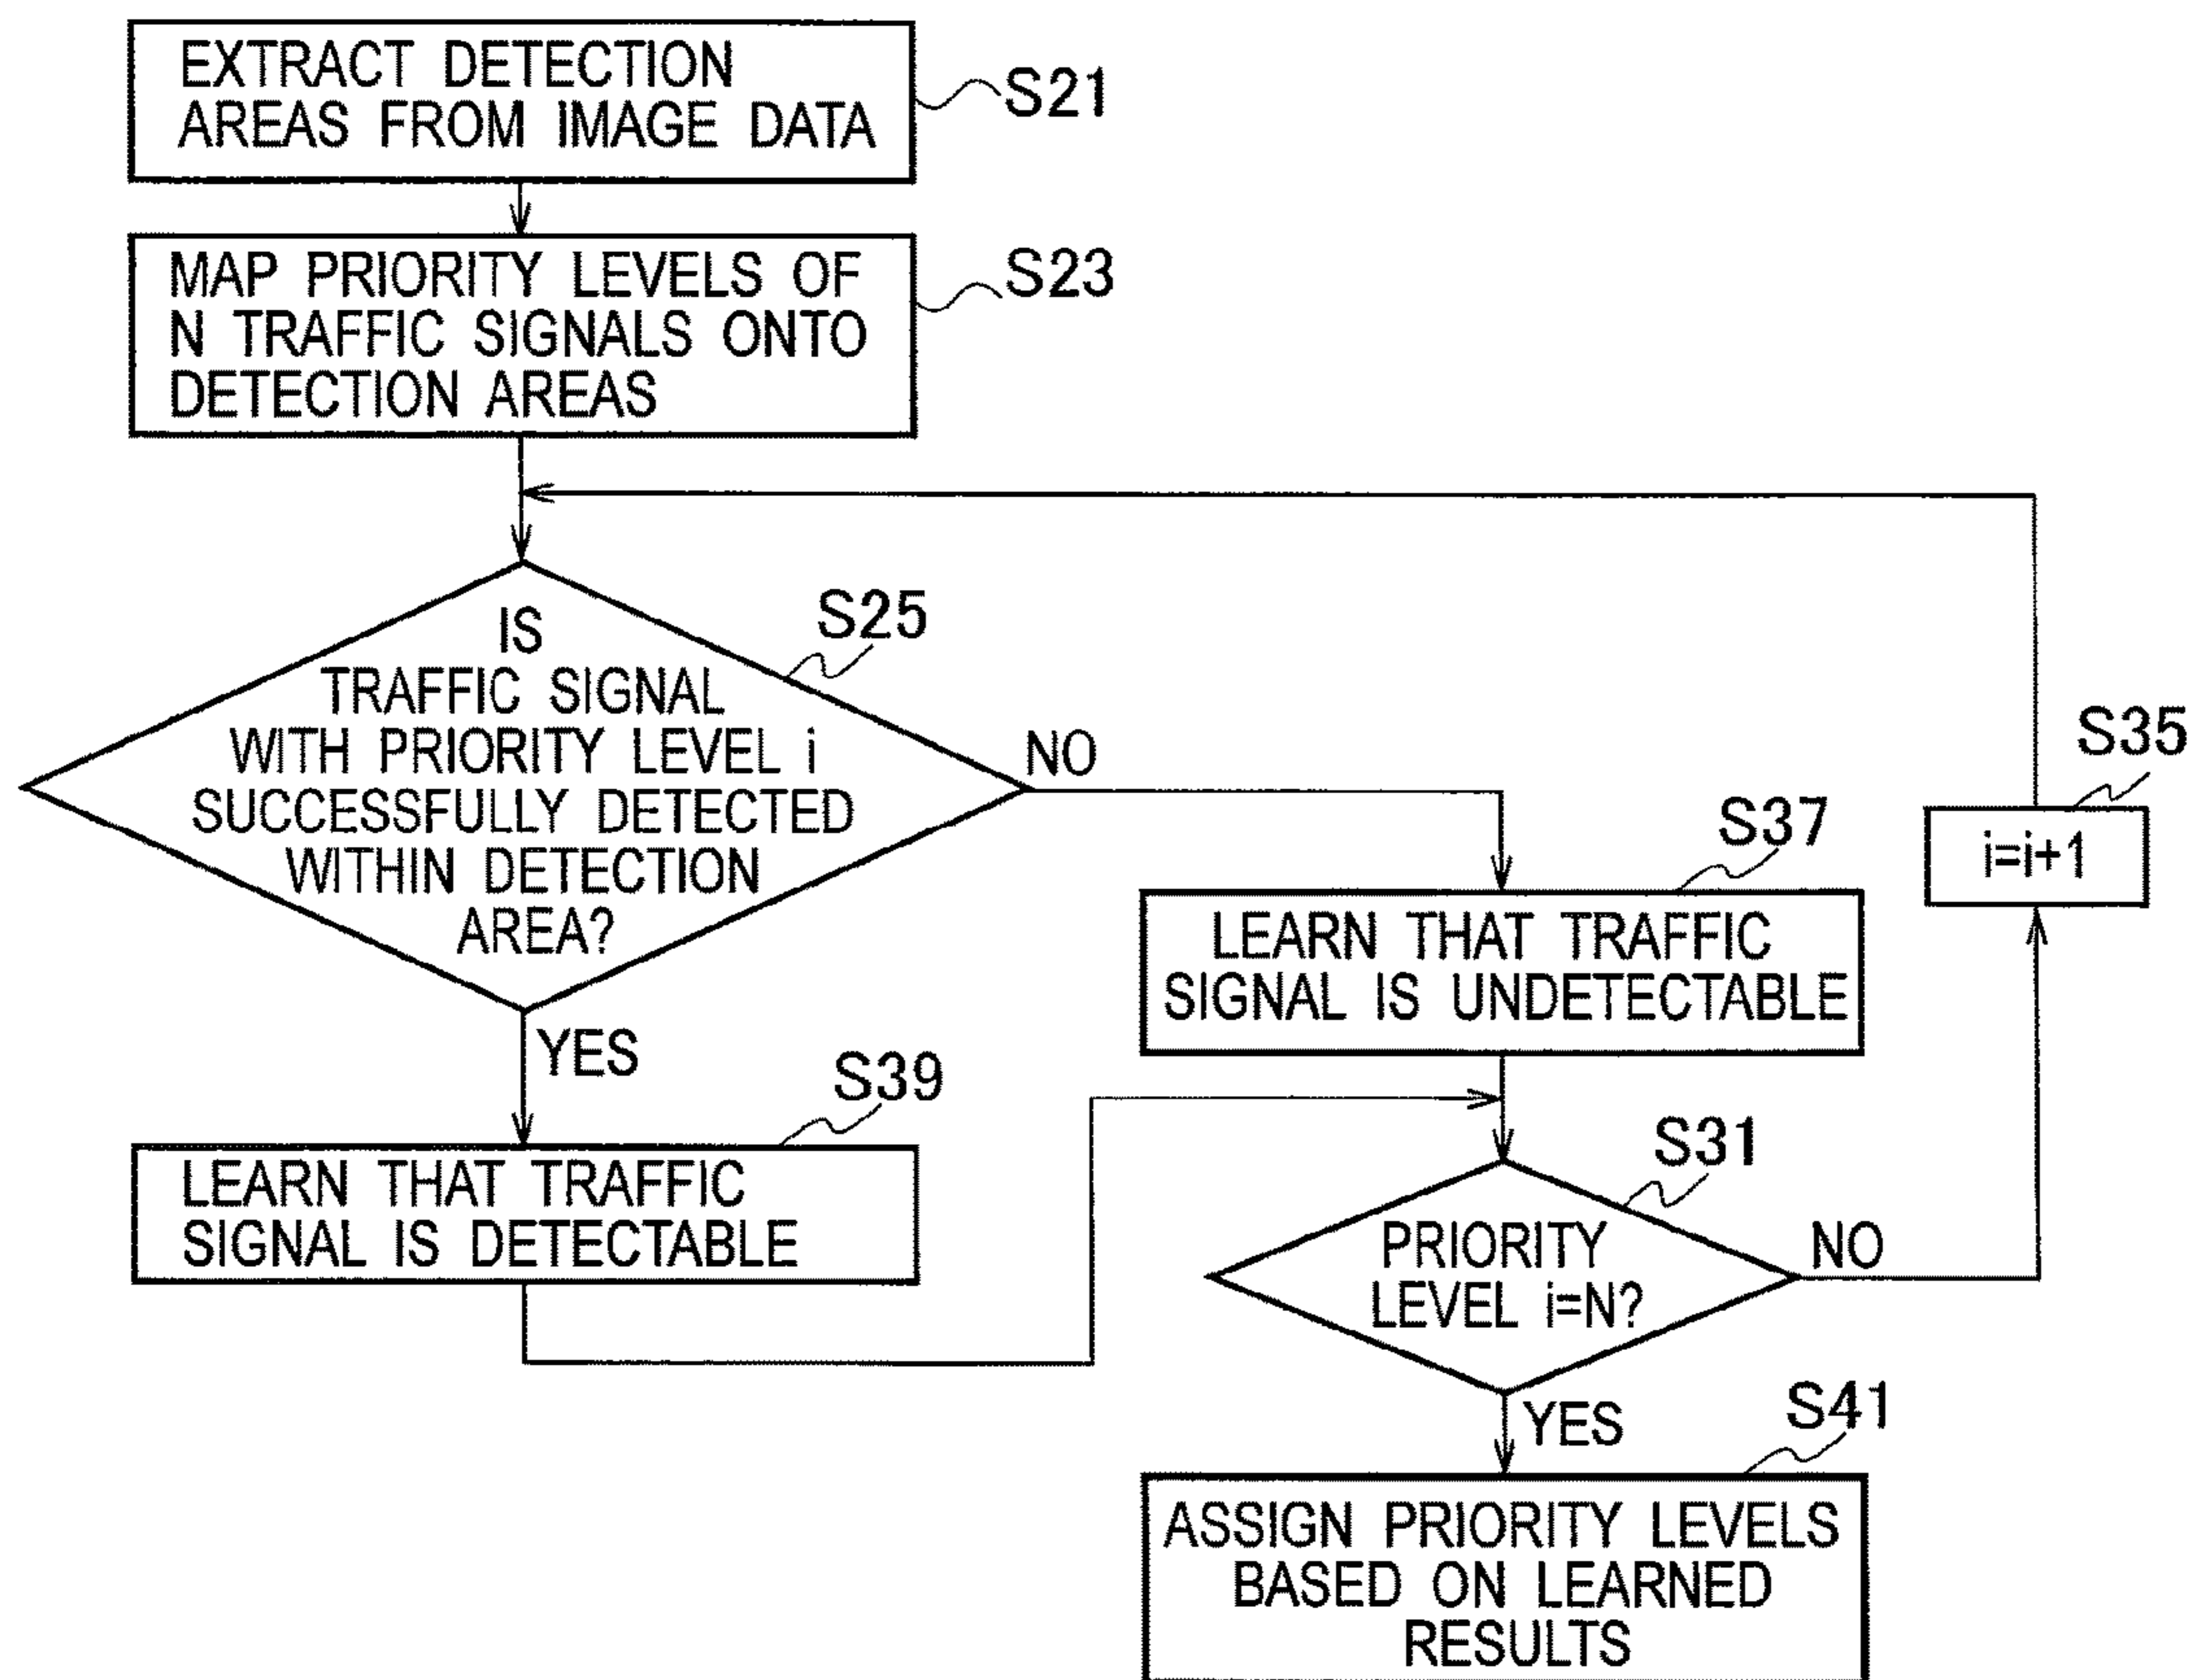 EXTRACT DETECTION
AREAS FROM IMAGE DATA
S21
MAP PRIORITY LEVELS OF
N TRAFFIC SIGNALS ONTO
DETECTION AREAS
S23
IS
TRAFFIC SIGNAL
WITH PRIORITY LEVEL i
SUCCESSFULLY DETECTED
WITHIN DETECTION
AREA?
S25
NO
YES
S35
i=i+1
S37
LEARN THAT TRAFFIC
SIGNAL IS UNDETECTABLE
S39
LEARN THAT TRAFFIC
SIGNAL IS DETECTABLE
S31
PRIORITY
LEVEL i=N?
NO
YES
S41
ASSIGN PRIORITY LEVELS
BASED ON LEARNED
RESULTS